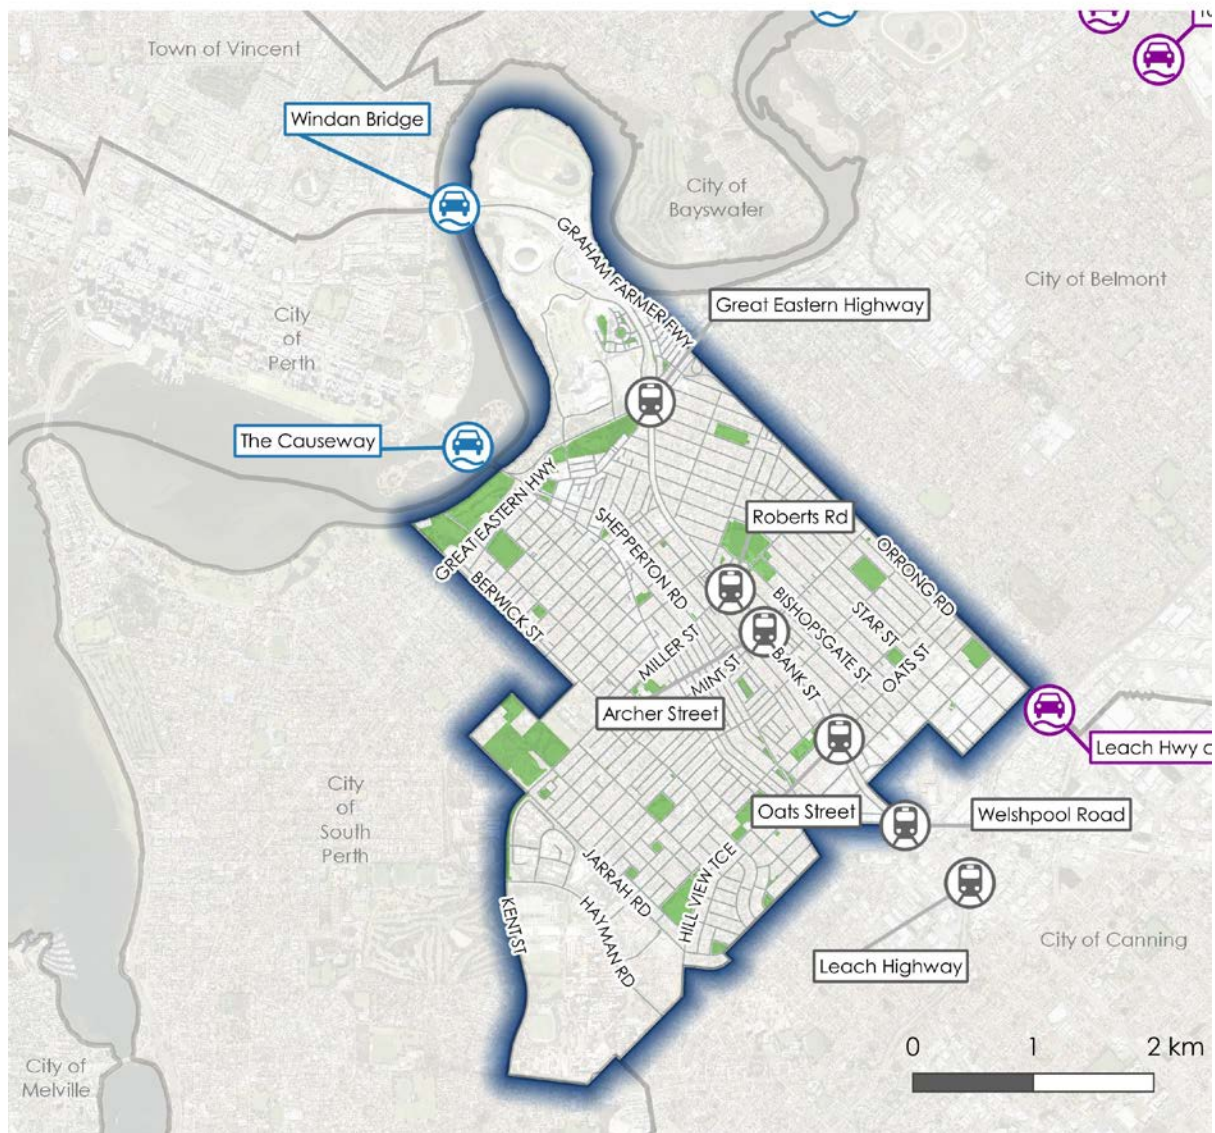 Town of Vincent
Windan Bridge
City of
Bayswater
City of Belmont
GRAHAM FARMER FWY
Great Eastern Highway
City
of
Perth
The Causeway
GREAT EASTERN HWY
SHEPPERTON RD
Roberts Rd
ORRONG RD
BERWICK ST
BISHOPSGATE ST
STAR ST
OATS ST
MILLER ST
MINT ST
BANK ST
Archer Street
Leach Hwy
City
of
South
Perth
Oats Street
Welshpool Road
JARRAH RD
HILL VIEW TCE
KENT ST
HAYMAN RD
City of Canning
Leach Highway
0 1 2 km
City of
Melville